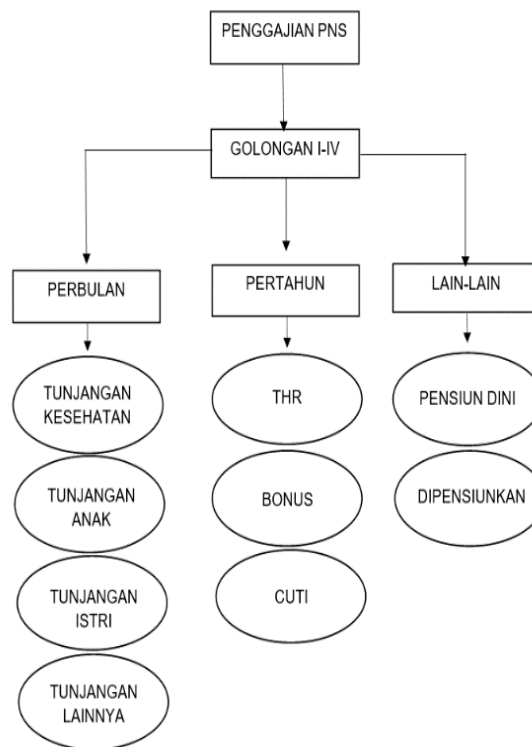 PENGGAJIAN PNS
GOLONGAN I-IV
PERBULAN
PERTAHUN
LAIN-LAIN
TUNJANGAN
KESEHATAN
TUNJANGAN
ANAK
TUNJANGAN
ISTRI
TUNJANGAN
LAINNYA
THR
BONUS
CUTI
PENSIUN DINI
DIPENSIUNKAN